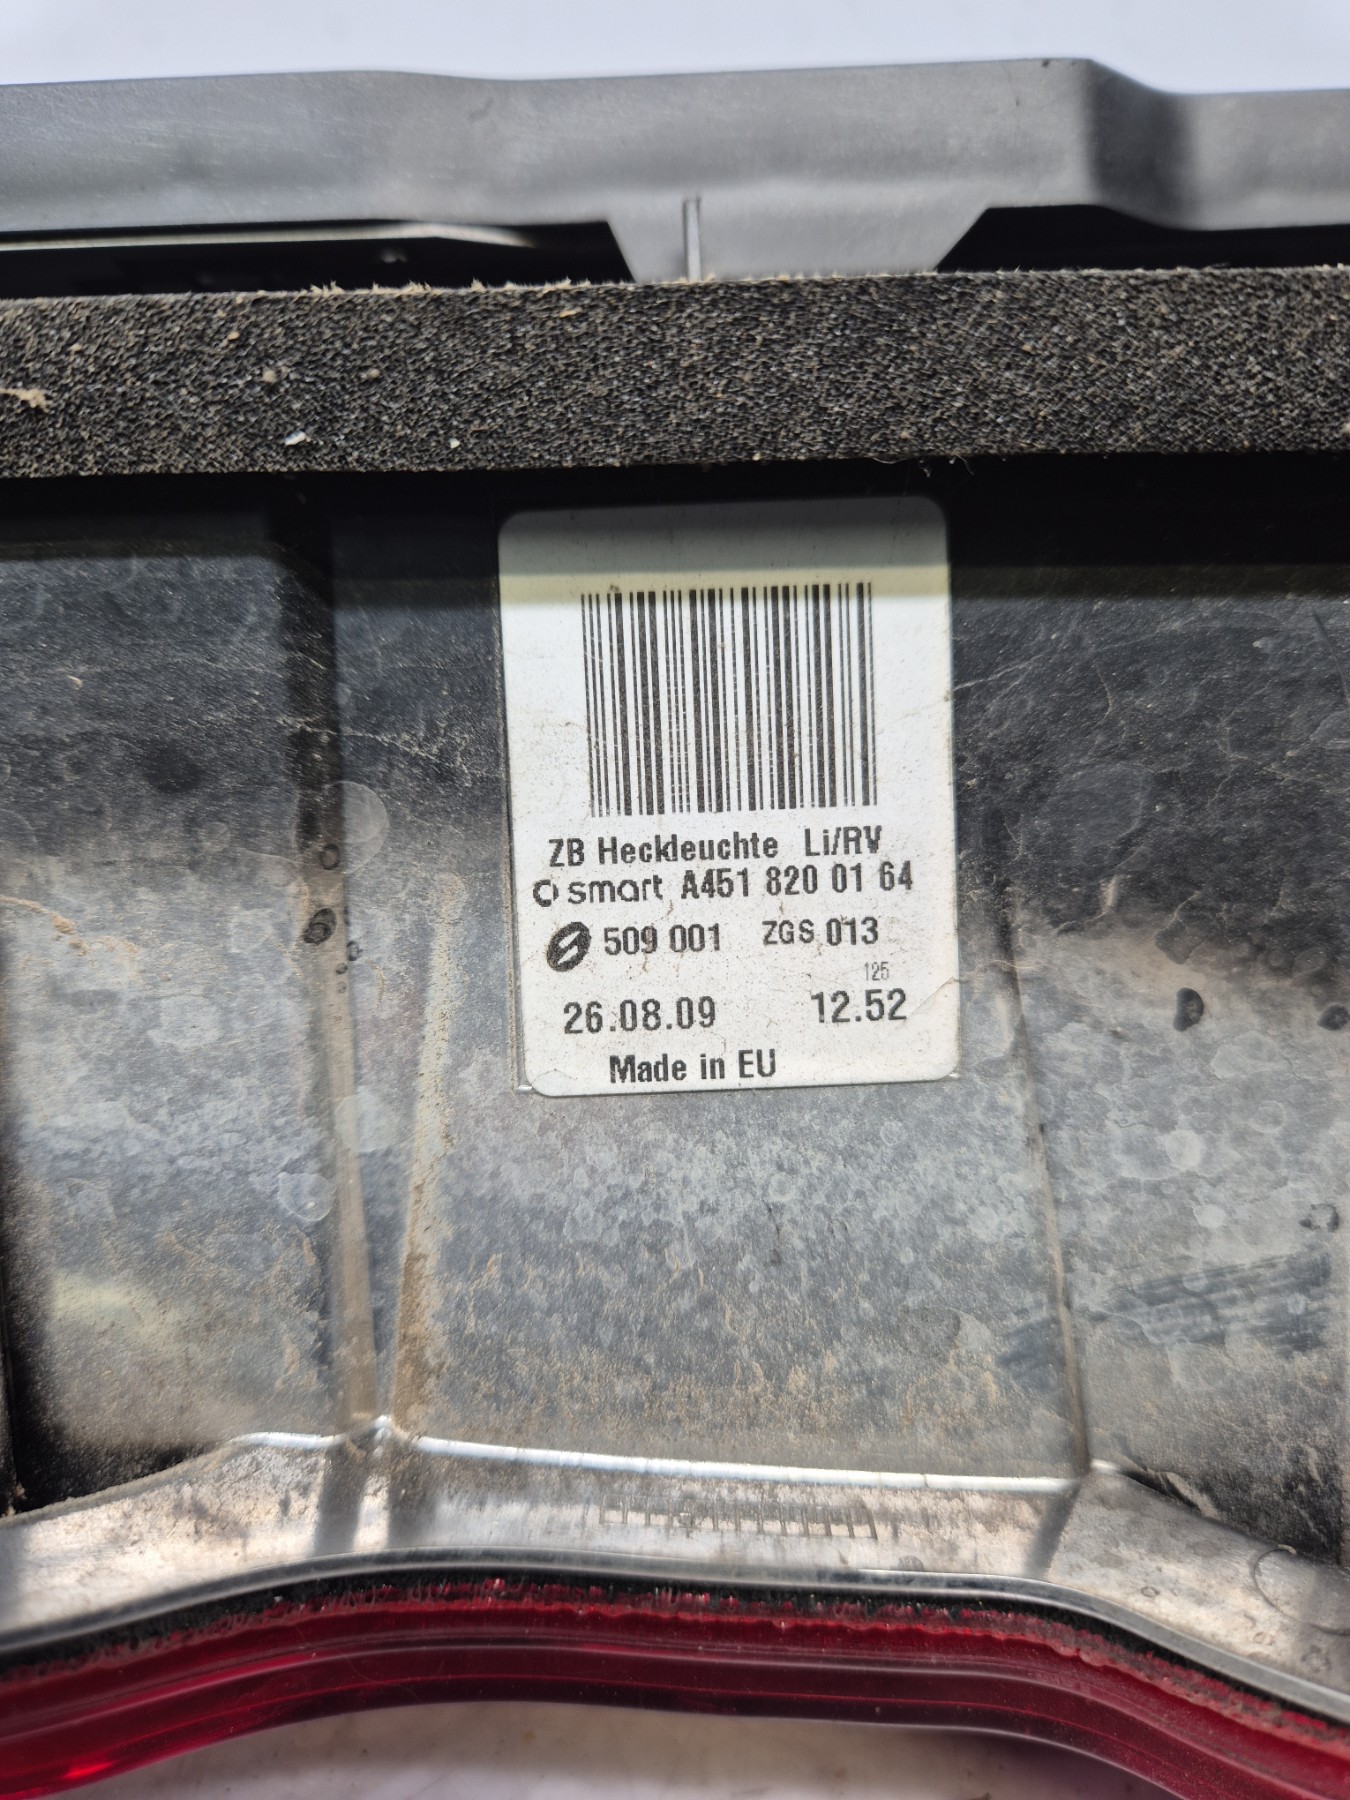 ZB Heckleuchte Li/RV
smart A451 820 01 64
509 001 ZGS 013
125
26.08.09 12.52
Made in EU